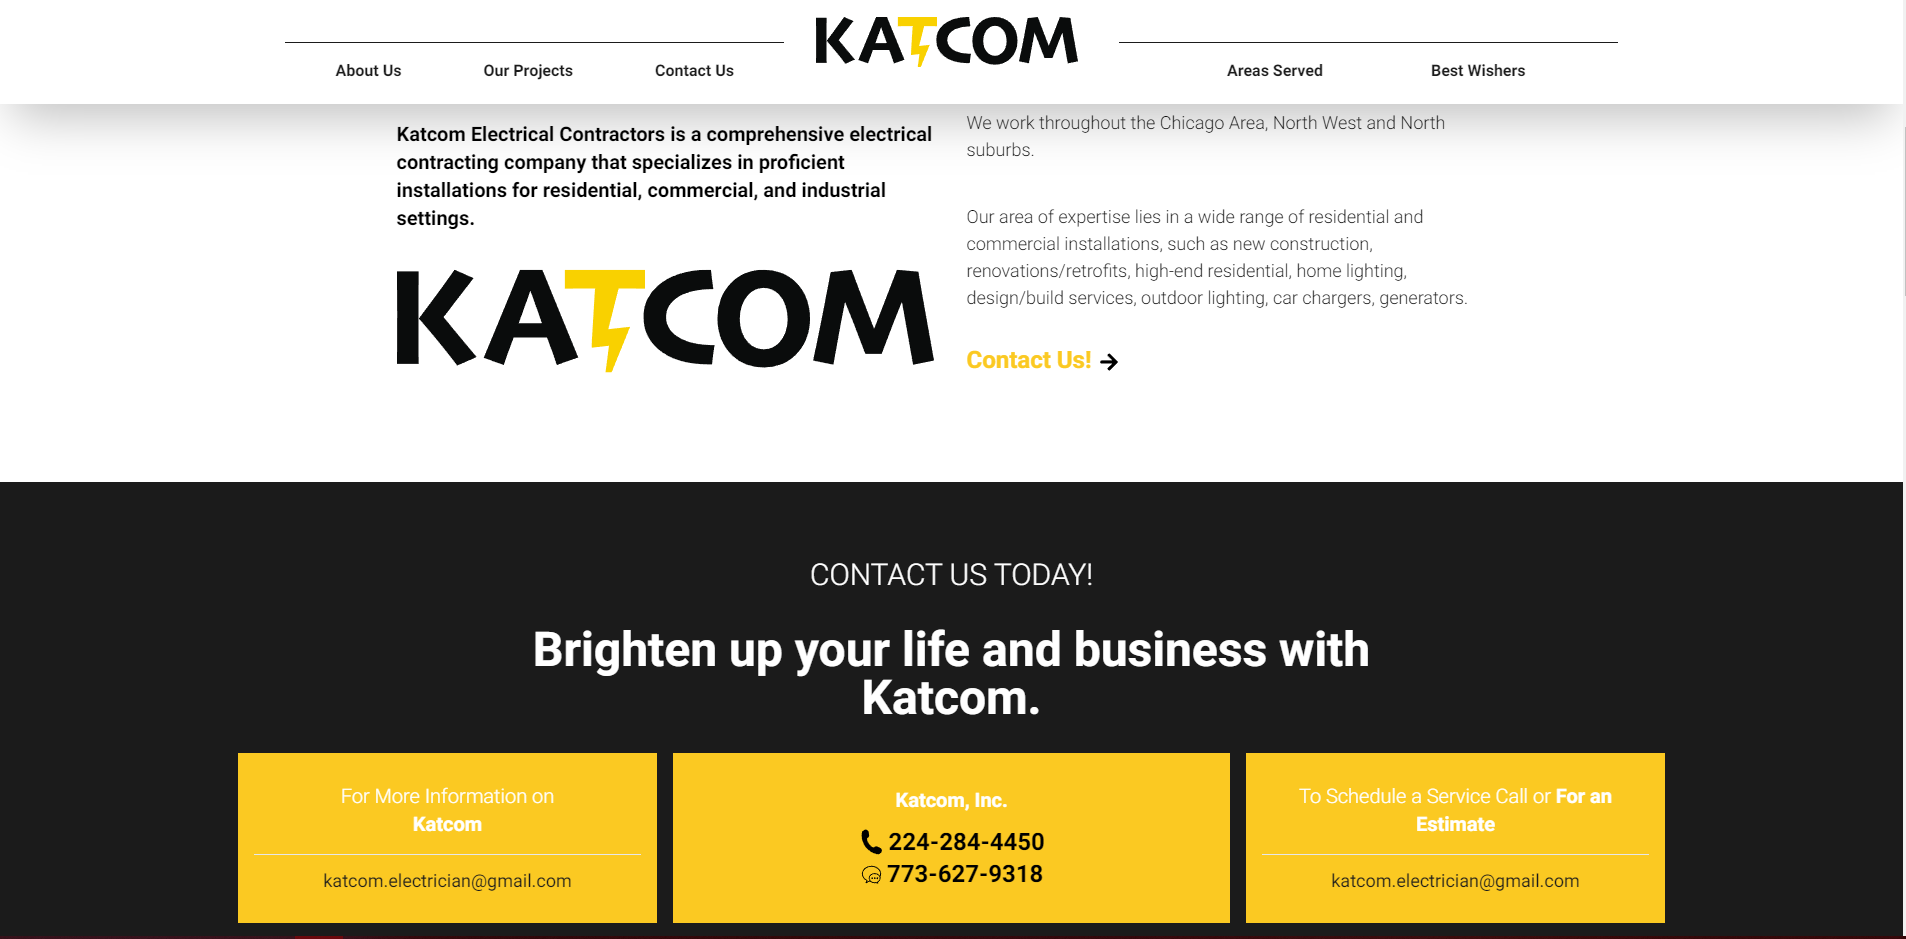 KATCOM
About Us
Our Projects
Contact Us
Areas Served
Best Wishers
Katcom Electrical Contractors is a comprehensive electrical
contracting company that specializes in proficient
installations for residential, commercial, and industrial
settings.
KATCOM
We work throughout the Chicago Area, North West and North
suburbs.
Our area of expertise lies in a wide range of residential and
commercial installations, such as new construction,
renovations/retrofits, high-end residential, home lighting,
design/build services, outdoor lighting, car chargers, generators.
Contact Us!
CONTACT US TODAY!
Brighten up your life and business with
Katcom.
For More Information on
Katcom
katcom.electrician@gmail.com
Katcom, Inc.
224-284-4450
773-627-9318
To Schedule a Service Call or For an
Estimate
katcom.electrician@gmail.com